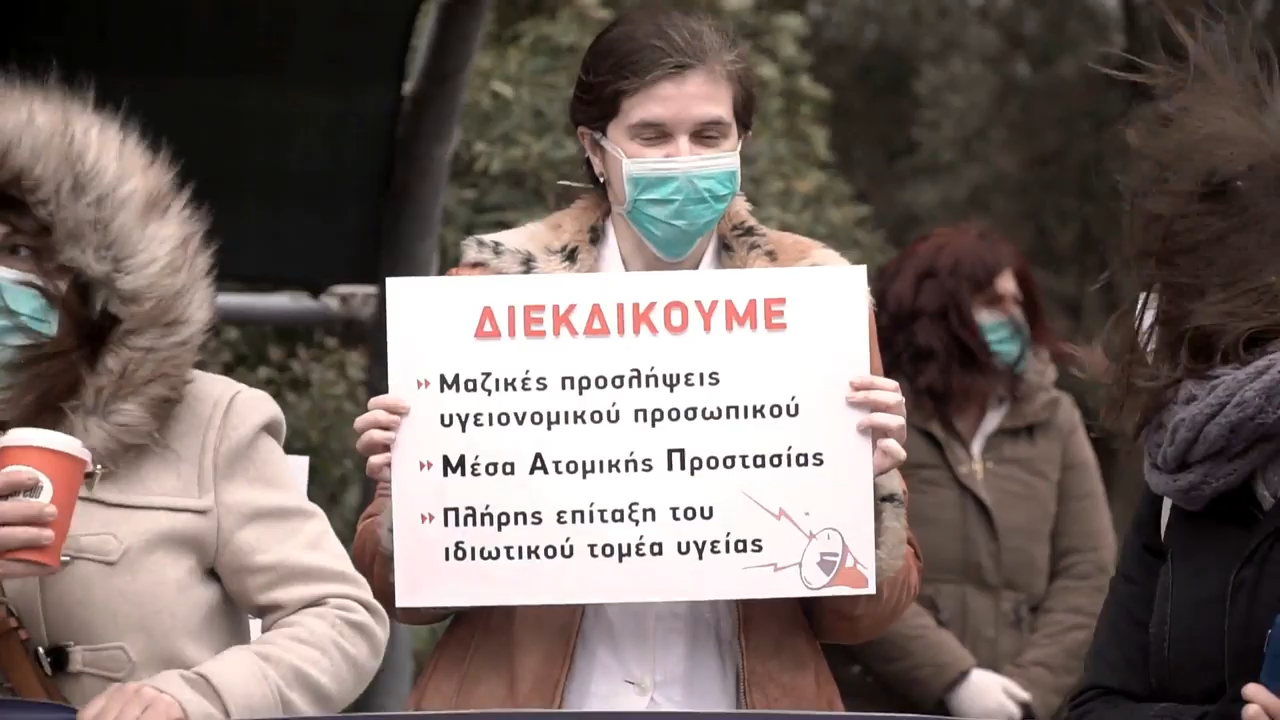 ΔΙΕΚΔΙΚΟΥΜΕ
Μαζικές προσλήψεις
υγειονομικού προσωπικού
Μέσα Ατομικής Προστασίας
Πλήρης επίταξη του
ιδιωτικού τομέα υγείας